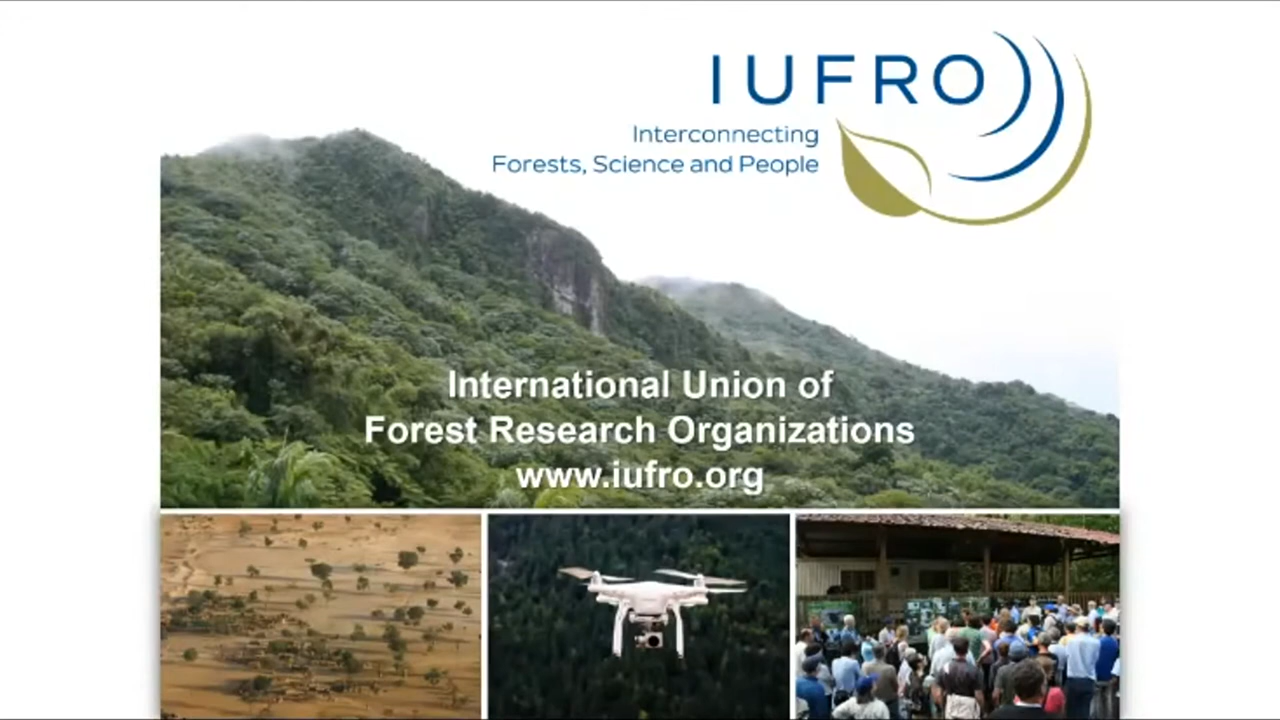 IUFRO
Interconnecting
Forests, Science and People
International Union of
Forest Research Organizations
www.iufro.org